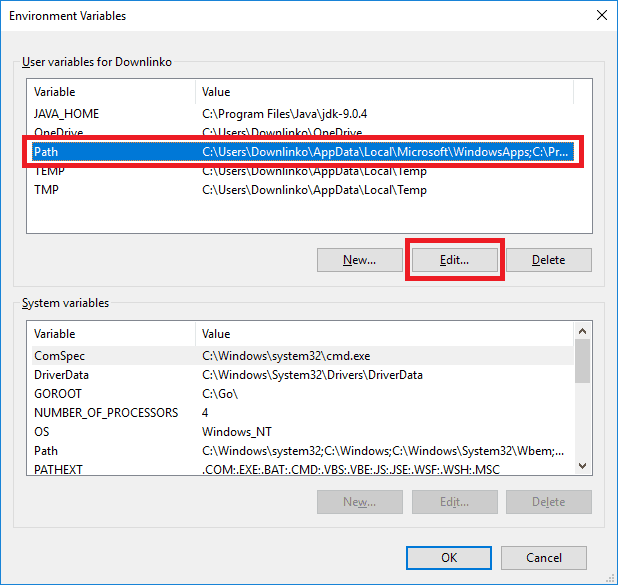 Environment Variables
User variables for Downlinko
Variable Value
JAVA_HOME C:\Program Files\Java\jdk-9.0.4
OneDrive C:\Users\Downlinko\OneDrive
Path C:\Users\Downlinko\AppData\Local\Microsoft\WindowsApps;C:\Pr...
TEMP C:\Users\Downlinko\AppData\Local\Temp
TMP C:\Users\Downlinko\AppData\Local\Temp
New... Edit... Delete
System variables
Variable Value
ComSpec C:\Windows\system32\cmd.exe
DriverData C:\Windows\System32\Drivers\DriverData
GOROOT C:\Go\
NUMBER_OF_PROCESSORS 4
OS Windows_NT
Path C:\Windows\system32;C:\Windows;C:\Windows\System32\Wbem;...
PATHEXT .COM;.EXE;.BAT;.CMD;.VBS;.VBE;.JS;.JSE;.WSF;.WSH;.MSC
New... Edit... Delete
OK Cancel